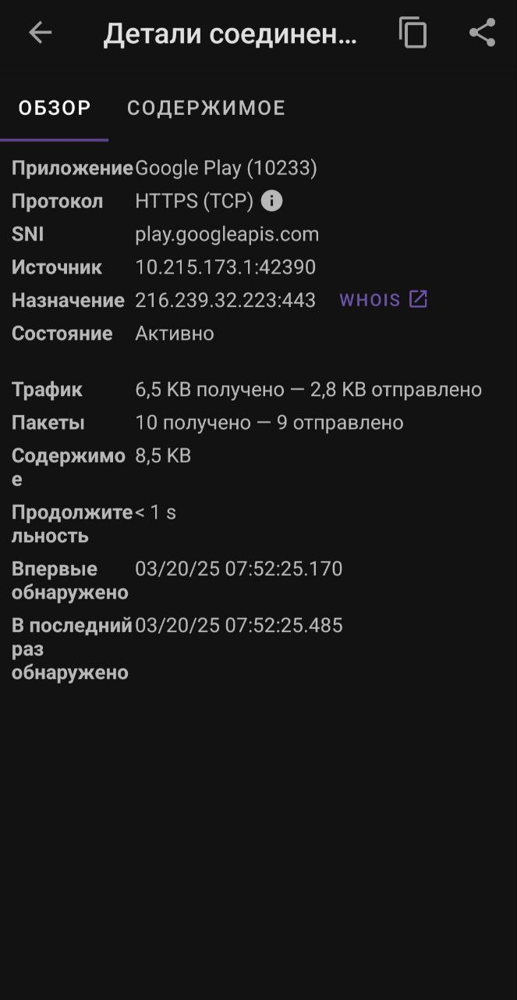 Детали соединен...
ОБЗОР СОДЕРЖИМОЕ
Приложение Google Play (10233)
Протокол HTTPS (TCP)
SNI play.googleapis.com
Источник 10.215.173.1:42390
Назначение 216.239.32.223:443 WHOIS
Состояние Активно
Трафик 6,5 KB получено — 2,8 KB отправлено
Пакеты 10 получено — 9 отправлено
Содержимо 8,5 KB
е
Продолжите < 1 s
льность
Впервые 03/20/25 07:52:25.170
обнаружено
В последний 03/20/25 07:52:25.485
раз
обнаружено